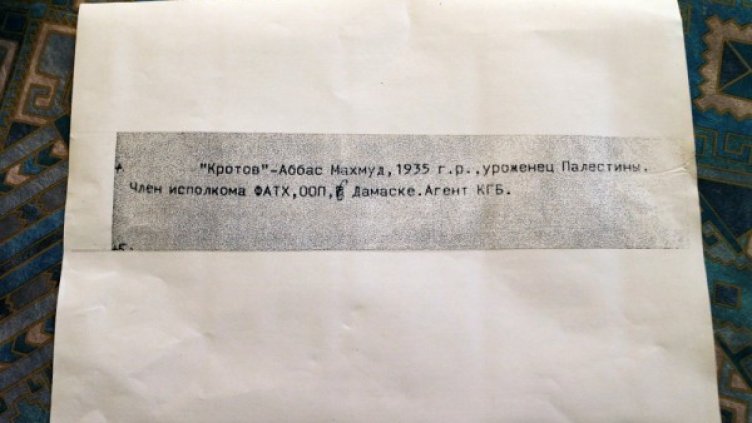 "Кротов"-Аббас Махмуд,1935 г.р.,уроженец Палестины.
Член исполкома ФАТХ,ООП,в Дамаске.Агент КГБ.